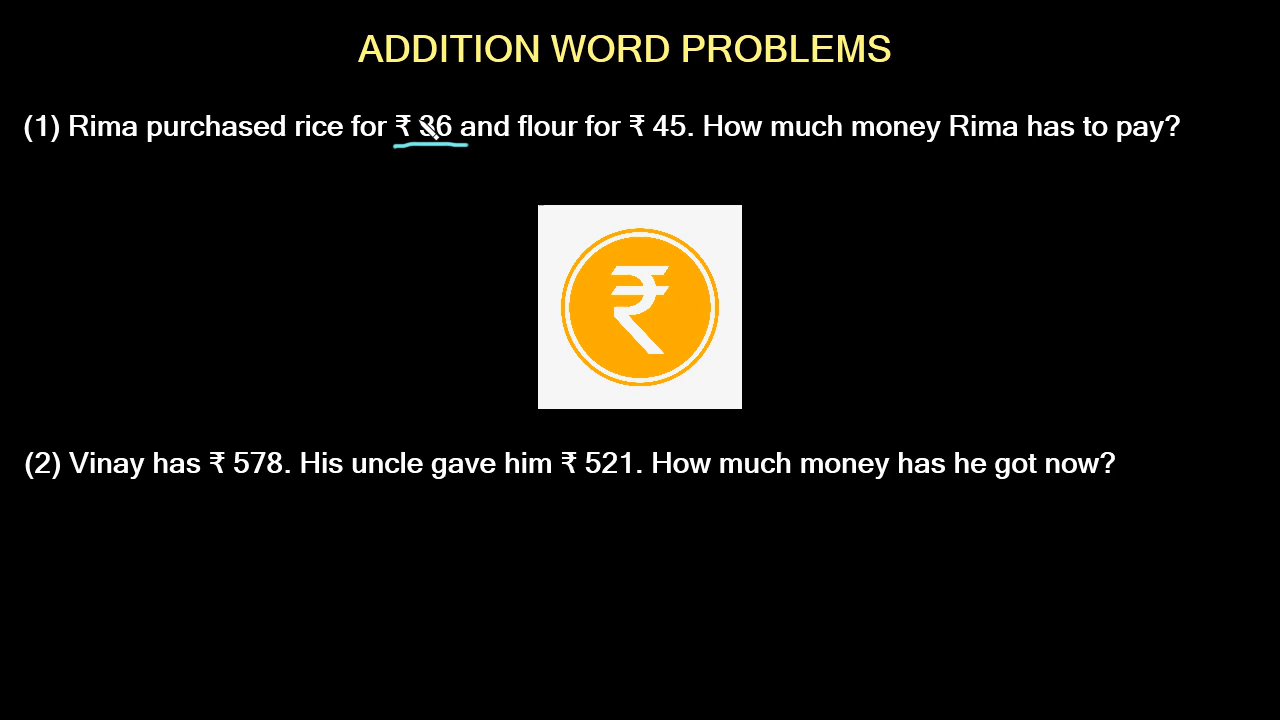 ADDITION WORD PROBLEMS
(1) Rima purchased rice for ₹ 36 and flour for ₹ 45. How much money Rima has to pay?
₹
(2) Vinay has ₹ 578. His uncle gave him ₹ 521. How much money has he got now?